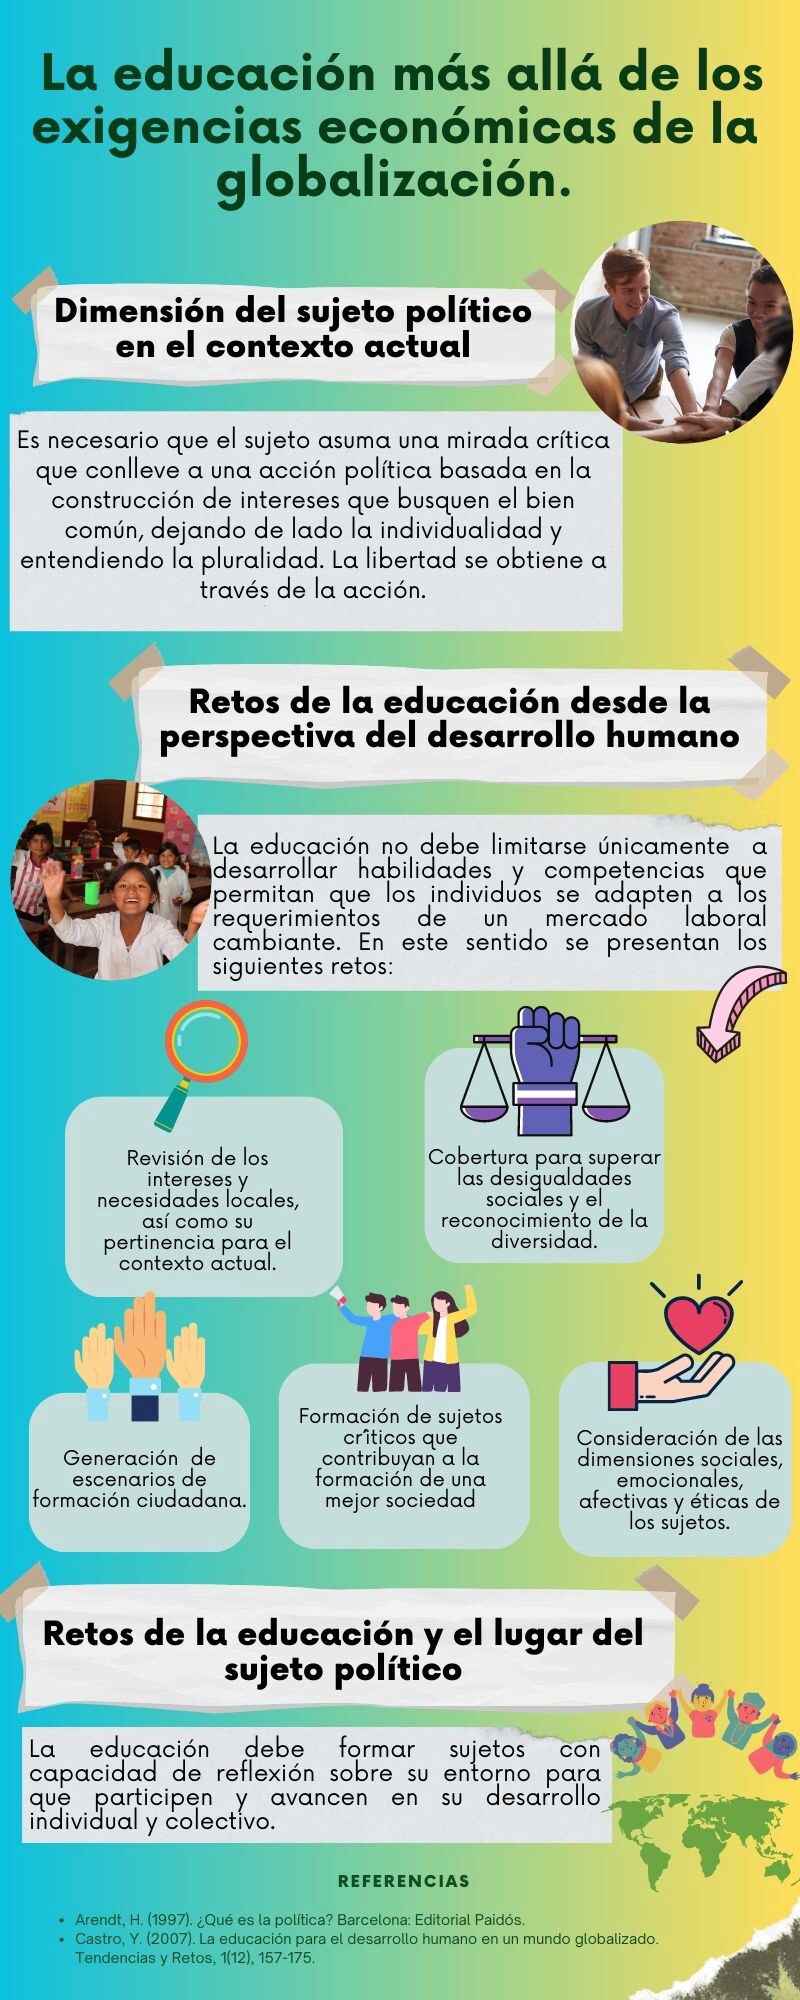 La educación más allá de los
exigencias económicas de la
globalización.
Dimensión del sujeto político
en el contexto actual
Es necesario que el sujeto asuma una mirada crítica
que conlleve a una acción política basada en la
construcción de intereses que busquen el bien
común, dejando de lado la individualidad y
entendiendo la pluralidad. La libertad se obtiene a
través de la acción.
Retos de la educación desde la
perspectiva del desarrollo humano
La educación no debe limitarse únicamente a
desarrollar habilidades y competencias que
permitan que los individuos se adapten a los
requerimientos de un mercado laboral
cambiante. En este sentido se presentan los
siguientes retos:
Revisión de los
intereses y
necesidades locales,
así como su
pertinencia para el
contexto actual.
Cobertura para superar
las desigualdades
sociales y el
reconocimiento de la
diversidad.
Generación de
escenarios de
formación ciudadana.
Formación de sujetos
críticos que
contribuyan a la
formación de una
mejor sociedad
Consideración de las
dimensiones sociales,
emocionales,
afectivas y éticas de
los sujetos.
Retos de la educación y el lugar del
sujeto político
La educación debe formar sujetos con
capacidad de reflexión sobre su entorno para
que participen y avancen en su desarrollo
individual y colectivo.
REFERENCIAS
• Arendt, H. (1997). ¿Qué es la política? Barcelona: Editorial Paidós.
• Castro, Y. (2007). La educación para el desarrollo humano en un mundo globalizado.
Tendencias y Retos, 1(12), 157-175.